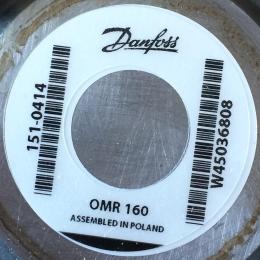 Danfoss
151-0414
W45036808
OMR 160
ASSEMBLED IN POLAND